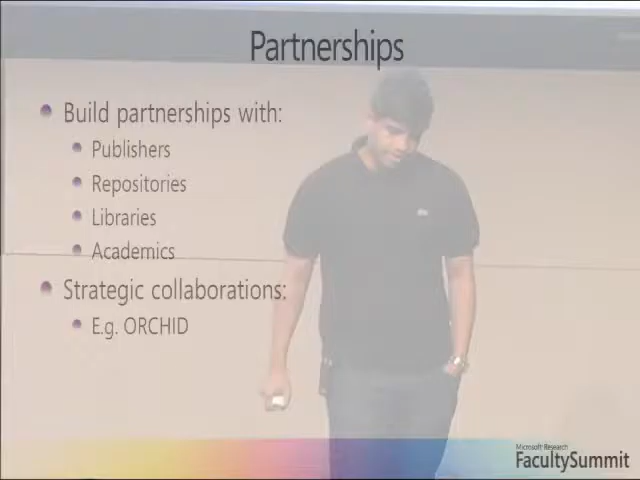 Partnerships
Build partnerships with:
Publishers
Repositories
Libraries
Academics
Strategic collaborations:
E.g. ORCHID
Microsoft Research
FacultySummit